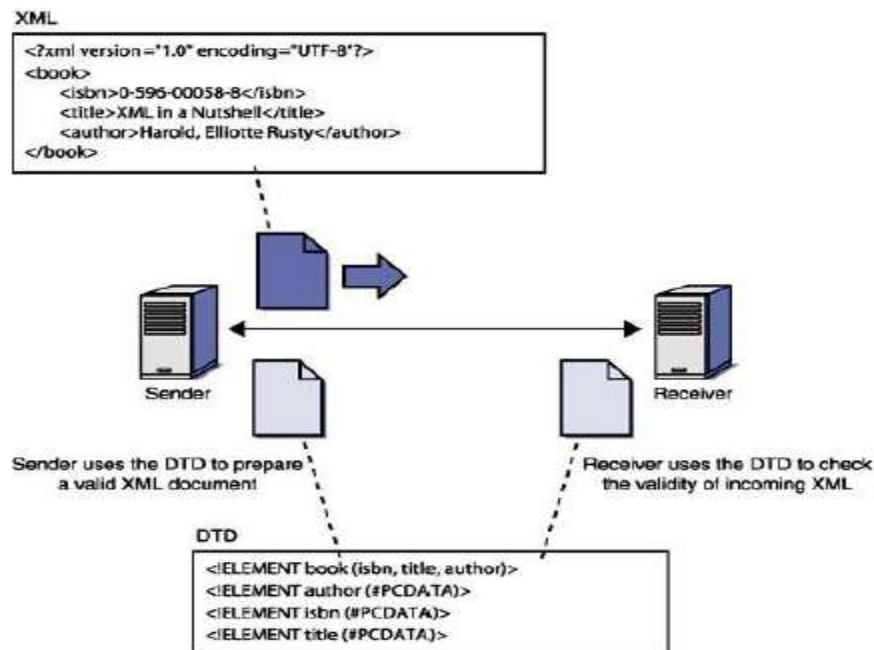 XML
<?xml version="1.0" encoding="UTF-8"?>
<book>
<isbn>0-596-00058-8</isbn>
<title>XML in a Nutshell</title>
<author>Harold, Elliotte Rusty</author>
</book>
Sender
Receiver
Sender uses the DTD to prepare
a valid XML document
Receiver uses the DTD to check
the validity of incoming XML
DTD
<!ELEMENT book (isbn, title, author)>
<!ELEMENT author (#PCDATA)>
<!ELEMENT isbn (#PCDATA)>
<!ELEMENT title (#PCDATA)>